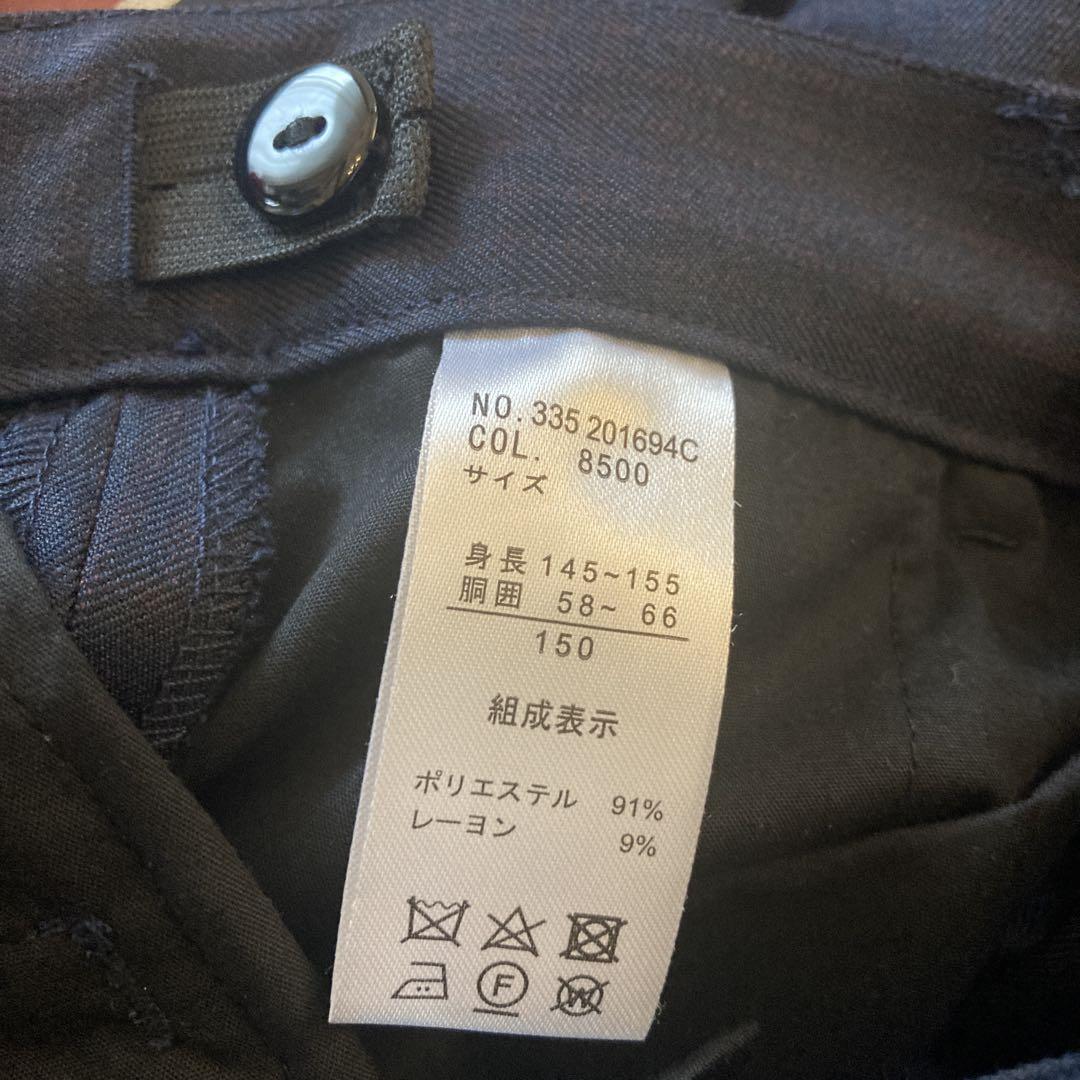 NO. 335 201694C
COL. 8500
サイズ
身長 145~155
胴囲 58~ 66
150
組成表示
ポリエステル 91%
レーヨン 9%
F W